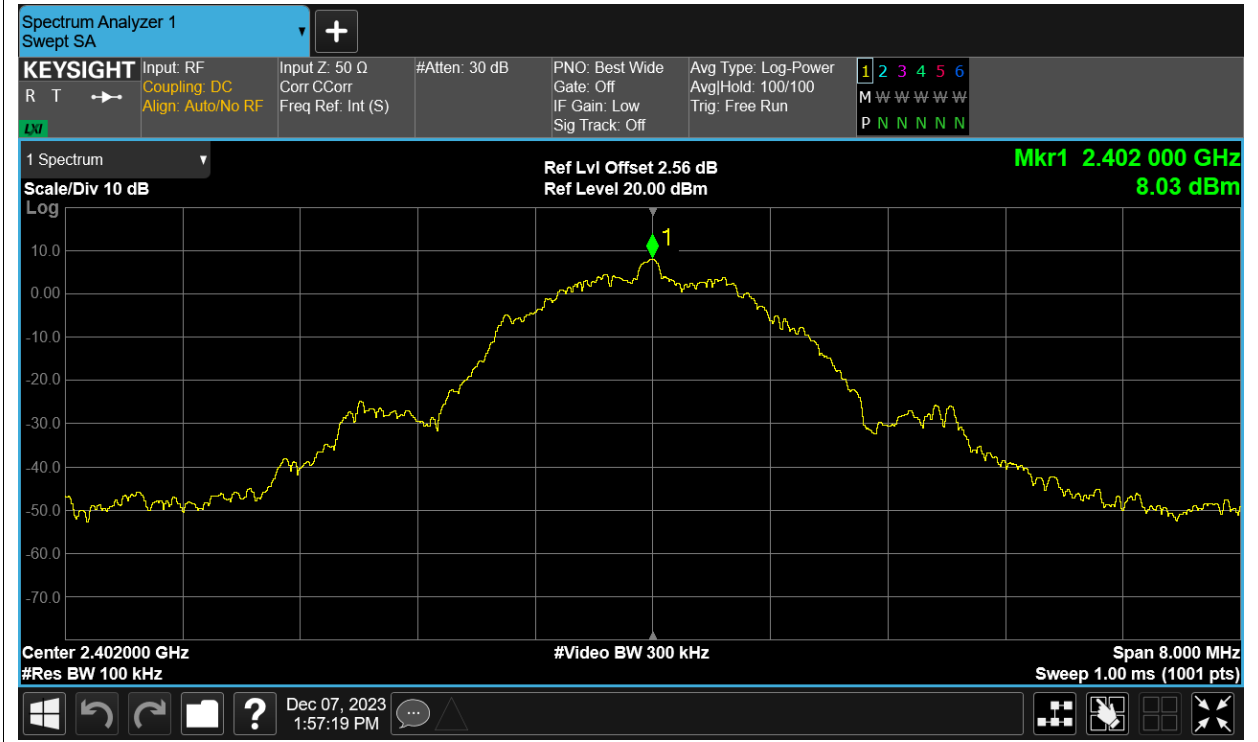 Spectrum Analyzer 1
Swept SA
KEYSIGHT
R T
LXI
Input: RF
Coupling: DC
Align: Auto/No RF
Input Z: 50 Ω
Corr CCorr
Freq Ref: Int (S)
#Atten: 30 dB
PNO: Best Wide
Gate: Off
IF Gain: Low
Sig Track: Off
Avg Type: Log-Power
Avg|Hold: 100/100
Trig: Free Run
1 2 3 4 5 6
M W W W W W
P N N N N N
1 Spectrum
Scale/Div 10 dB
Log
Ref Lvl Offset 2.56 dB
Ref Level 20.00 dBm
Mkr1 2.402 000 GHz
8.03 dBm
1
10.0
0.00
-10.0
-20.0
-30.0
-40.0
-50.0
-60.0
-70.0
Center 2.402000 GHz
#Res BW 100 kHz
#Video BW 300 kHz
Span 8.000 MHz
Sweep 1.00 ms (1001 pts)
?
Dec 07, 2023
1:57:19 PM